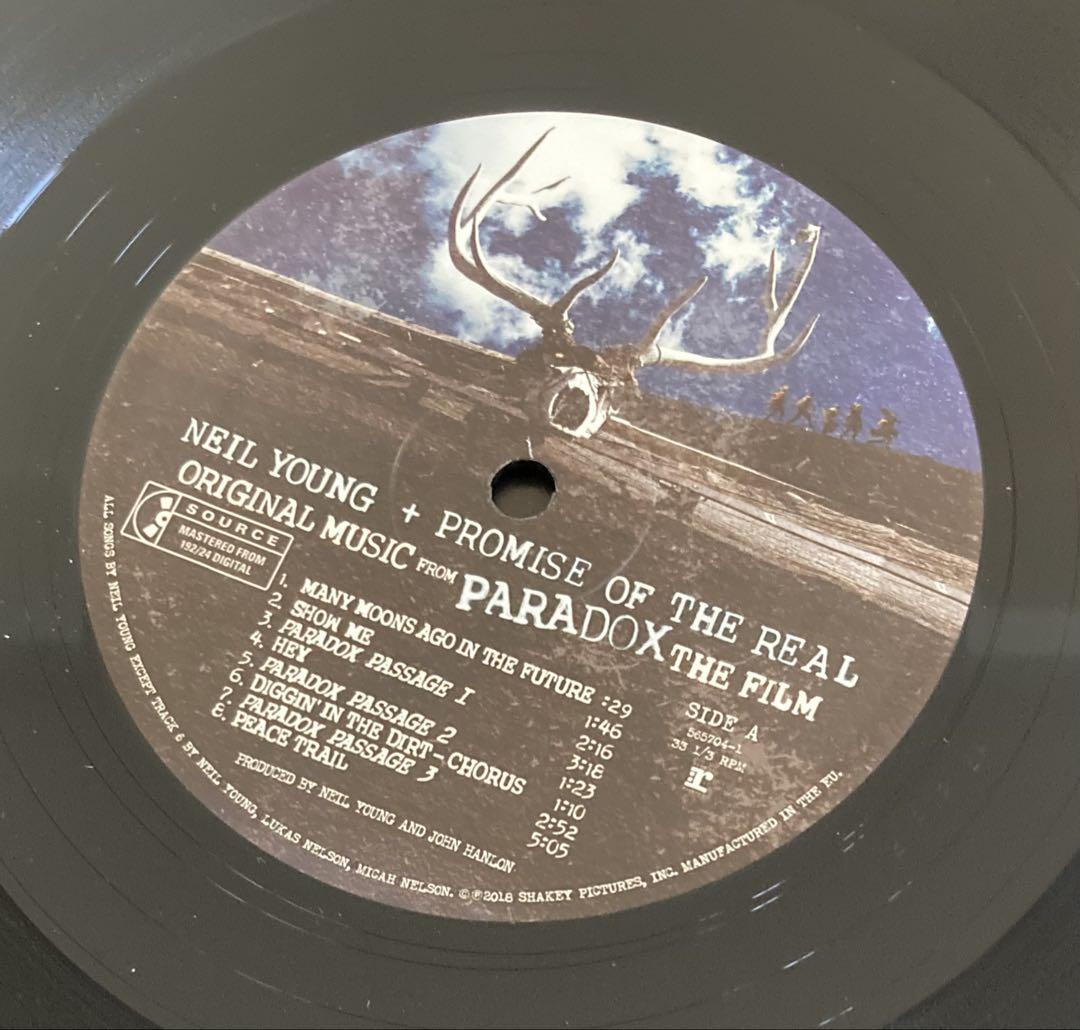 NEIL YOUNG + PROMISE OF THE REAL
ORIGINAL MUSIC FROM PARADOX THE FILM
SOURCE
MASTERED FROM
192/24 DIGITAL
1. MANY MOONS AGO IN THE FUTURE :29
2. SHOW ME 1:46
3. PARADOX PASSAGE 1 2:16
4. HEY 3:18
5. PARADOX PASSAGE 2 1:23
6. DIGGIN' IN THE DIRT - CHORUS 1:10
7. PARADOX PASSAGE 3 2:52
8. PEACE TRAIL 5:05
SIDE A
565704-1
33 1/3 RPM
r
PRODUCED BY NEIL YOUNG AND JOHN HANLON
ALL SONGS BY NEIL YOUNG EXCEPT TRACK 6 BY NEIL YOUNG, LUKAS NELSON, MICAH NELSON. ©℗2018 SHAKEY PICTURES, INC. MANUFACTURED IN THE EU.